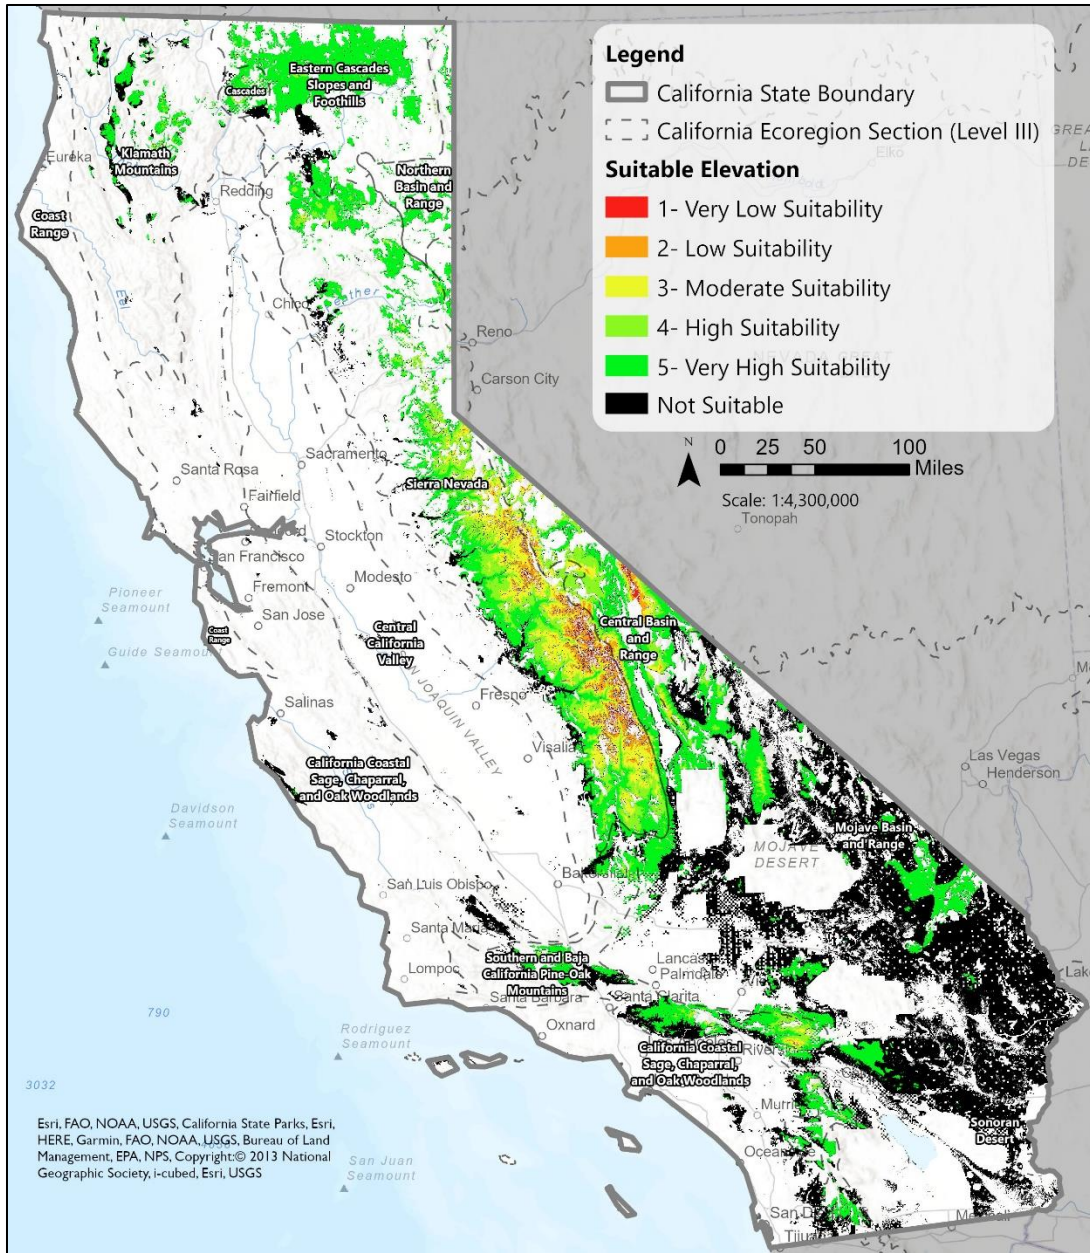 Legend
California State Boundary
California Ecoregion Section (Level III)
Suitable Elevation
1- Very Low Suitability
2- Low Suitability
3- Moderate Suitability
4- High Suitability
5- Very High Suitability
Not Suitable
N
0 25 50 100
Miles
Scale: 1:4,300,000
Eastern Cascades
Slopes and
Foothills
Cascades
Klamath
Mountains
Eureka
Redding
Northern
Basin and
Range
Coast
Range
Eel
Chico
Reno
Carson City
Elko
Sacramento
Santa Rosa
Sierra Nevada
Fairfield
Stockton
San Francisco
Tonopah
Modesto
Fremont
Pioneer
Seamount
San Jose
Coast
Range
Central
California
Valley
Central Basin
and
Range
Guide Seamount
JOAQUIN VALLEY
Salinas
Fresno
Visalia
California Coastal
Sage, Chaparral,
and Oak Woodlands
Las Vegas
Henderson
Davidson
Seamount
Mojave Basin
and Range
MOJAVE
DESERT
San Luis Obispo
Santa Maria
Lompoc
Southern and Baja
California Pine-Oak
Mountains
Palmdale
Santa Barbara
Santa Clarita
790
Oxnard
Rodriguez
Seamount
California Coastal
Sage, Chaparral,
and Oak Woodlands
3032
Sonoran
Desert
Esri, FAO, NOAA, USGS, California State Parks, Esri,
HERE, Garmin, FAO, NOAA, USGS, Bureau of Land
Management, EPA, NPS, Copyright:© 2013 National
Geographic Society, i-cubed, Esri, USGS
San Juan
Seamount